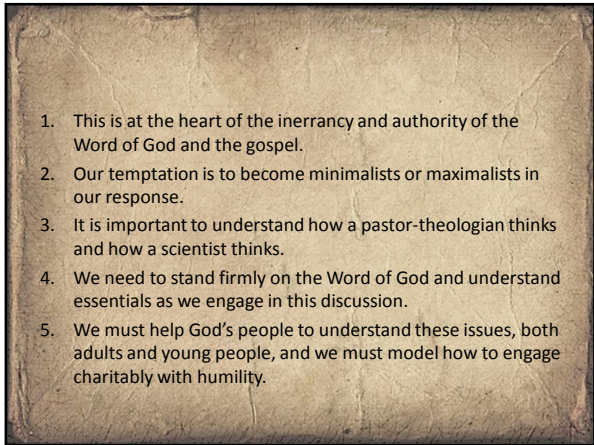 1. This is at the heart of the inerrancy and authority of the
Word of God and the gospel.
2. Our temptation is to become minimalists or maximalists in
our response.
3. It is important to understand how a pastor-theologian thinks
and how a scientist thinks.
4. We need to stand firmly on the Word of God and understand
essentials as we engage in this discussion.
5. We must help God’s people to understand these issues, both
adults and young people, and we must model how to engage
charitably with humility.